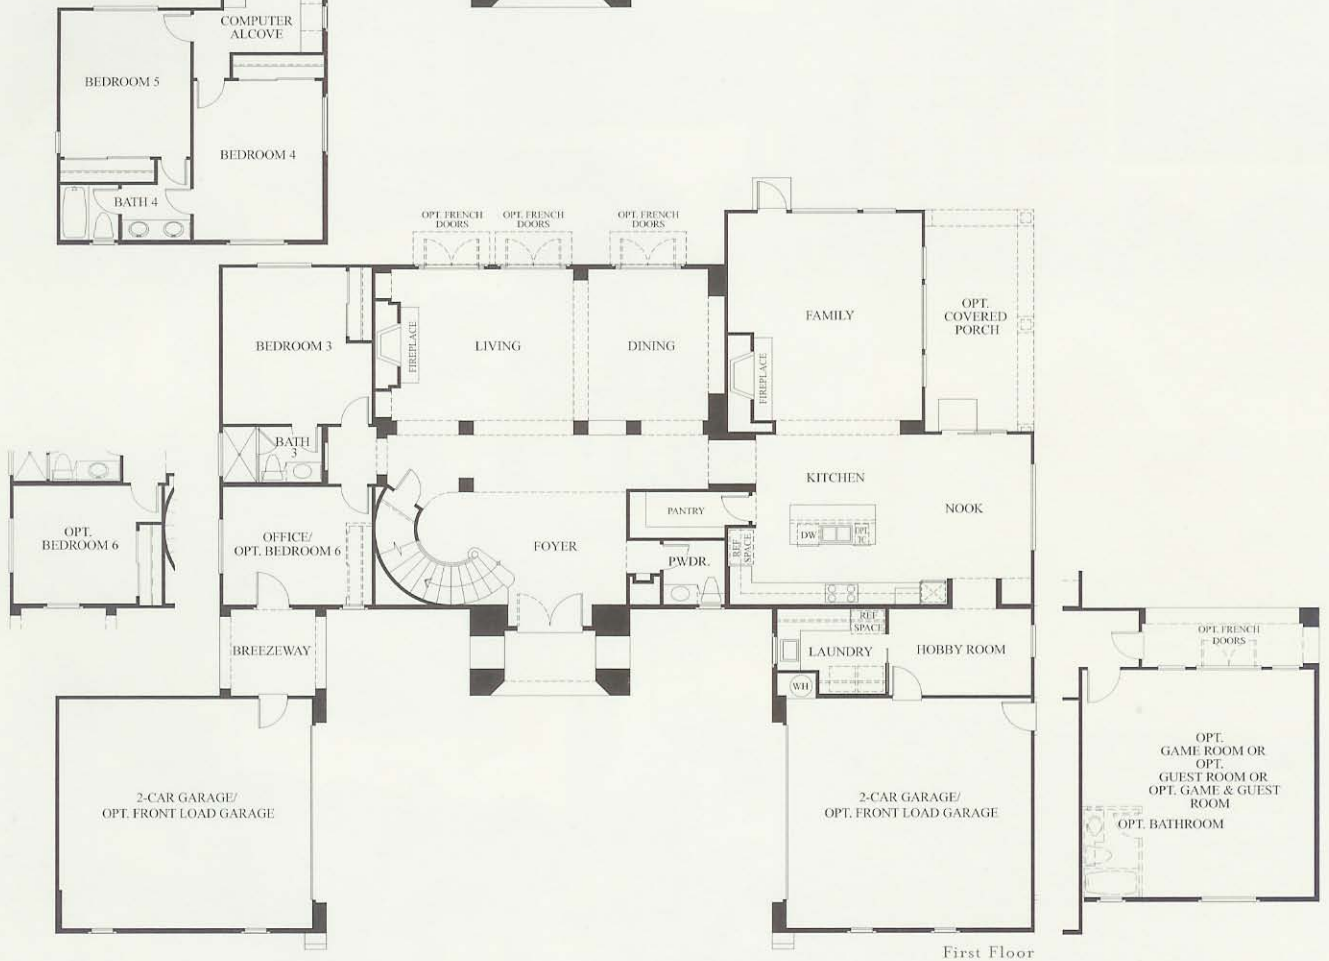 COMPUTER
ALCOVE
BEDROOM 5
BEDROOM 4
BATH 4
OPT. FRENCH
DOORS
OPT. FRENCH
DOORS
OPT. FRENCH
DOORS
BEDROOM 3
FIREPLACE
LIVING
DINING
FAMILY
FIREPLACE
OPT.
COVERED
PORCH
BATH
3
KITCHEN
NOOK
PANTRY
OPT.
BEDROOM 6
OFFICE/
OPT. BEDROOM 6
FOYER
PWDR.
REF
SPACE
DW
OPT
TC
BREEZEWAY
LAUNDRY
REF
SPACE
HOBBY ROOM
WH
OPT. FRENCH
DOORS
2-CAR GARAGE/
OPT. FRONT LOAD GARAGE
2-CAR GARAGE/
OPT. FRONT LOAD GARAGE
OPT.
GAME ROOM OR
OPT.
GUEST ROOM OR
OPT. GAME & GUEST
ROOM
OPT. BATHROOM
First Floor